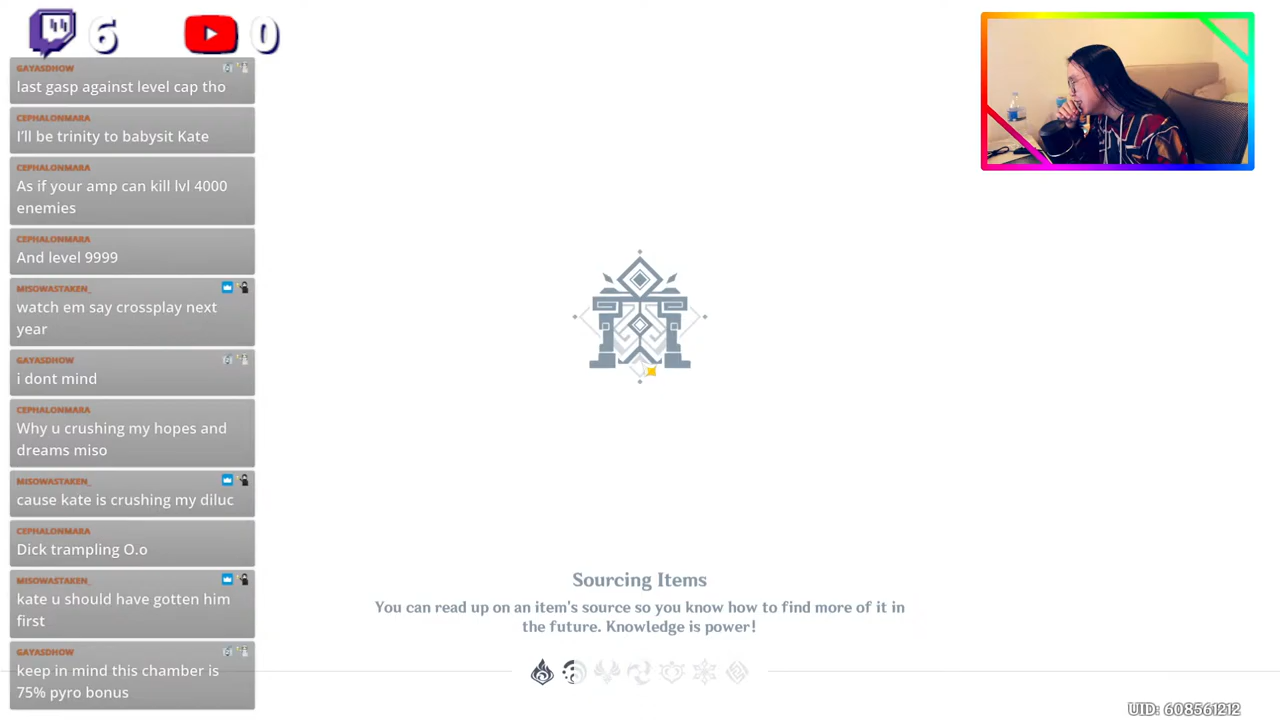 6
0
GAYASDHOW
last gasp against level cap tho
CEPHALONMARA
I'll be trinity to babysit Kate
CEPHALONMARA
As if your amp can kill lvl 4000
enemies
CEPHALONMARA
And level 9999
MISOWASTAKEN_
watch em say crossplay next
year
GAYASDHOW
i dont mind
CEPHALONMARA
Why u crushing my hopes and
dreams miso
MISOWASTAKEN_
cause kate is crushing my diluc
CEPHALONMARA
Dick trampling O.o
MISOWASTAKEN_
kate u should have gotten him
first
GAYASDHOW
keep in mind this chamber is
75% pyro bonus
Sourcing Items
You can read up on an item's source so you know how to find more of it in
the future. Knowledge is power!
UID: 608561212